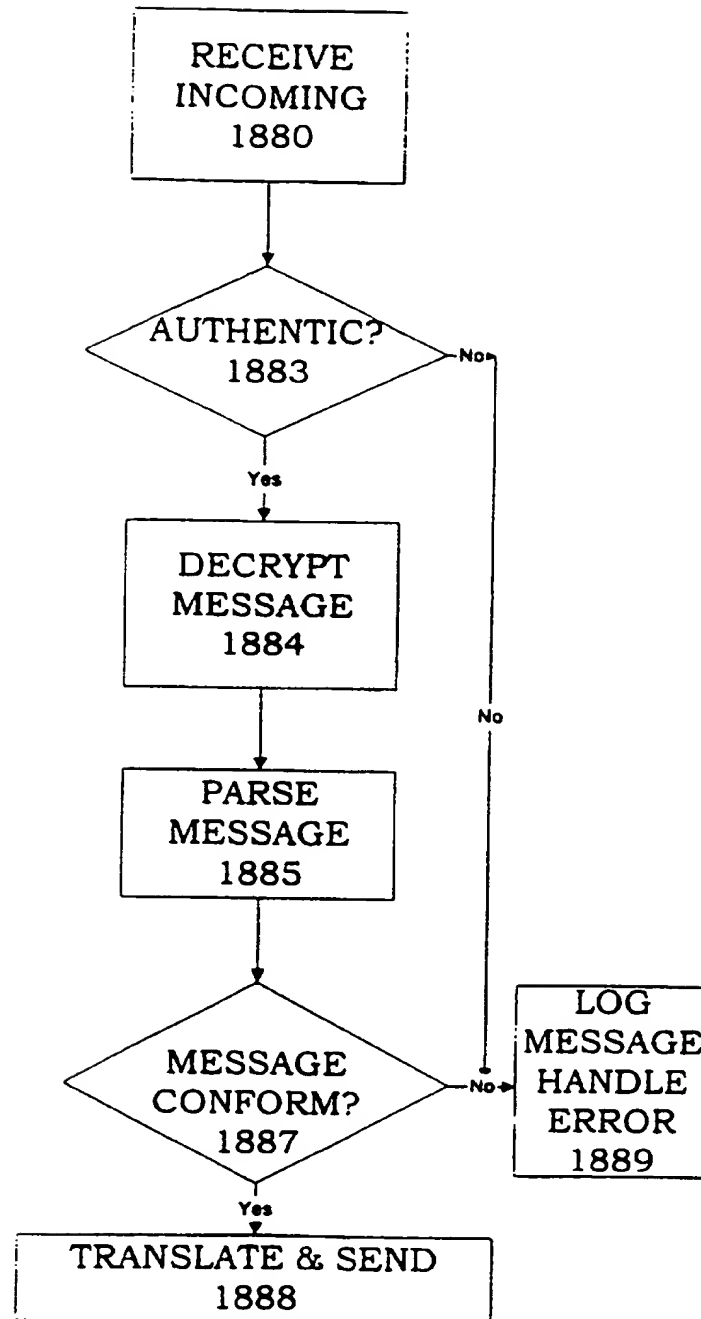 RECEIVE
INCOMING
1880
AUTHENTIC?
1883
No
Yes
DECRYPT
MESSAGE
1884
No
PARSE
MESSAGE
1885
MESSAGE
CONFORM?
1887
No
LOG
MESSAGE
HANDLE
ERROR
1889
Yes
TRANSLATE & SEND
1888